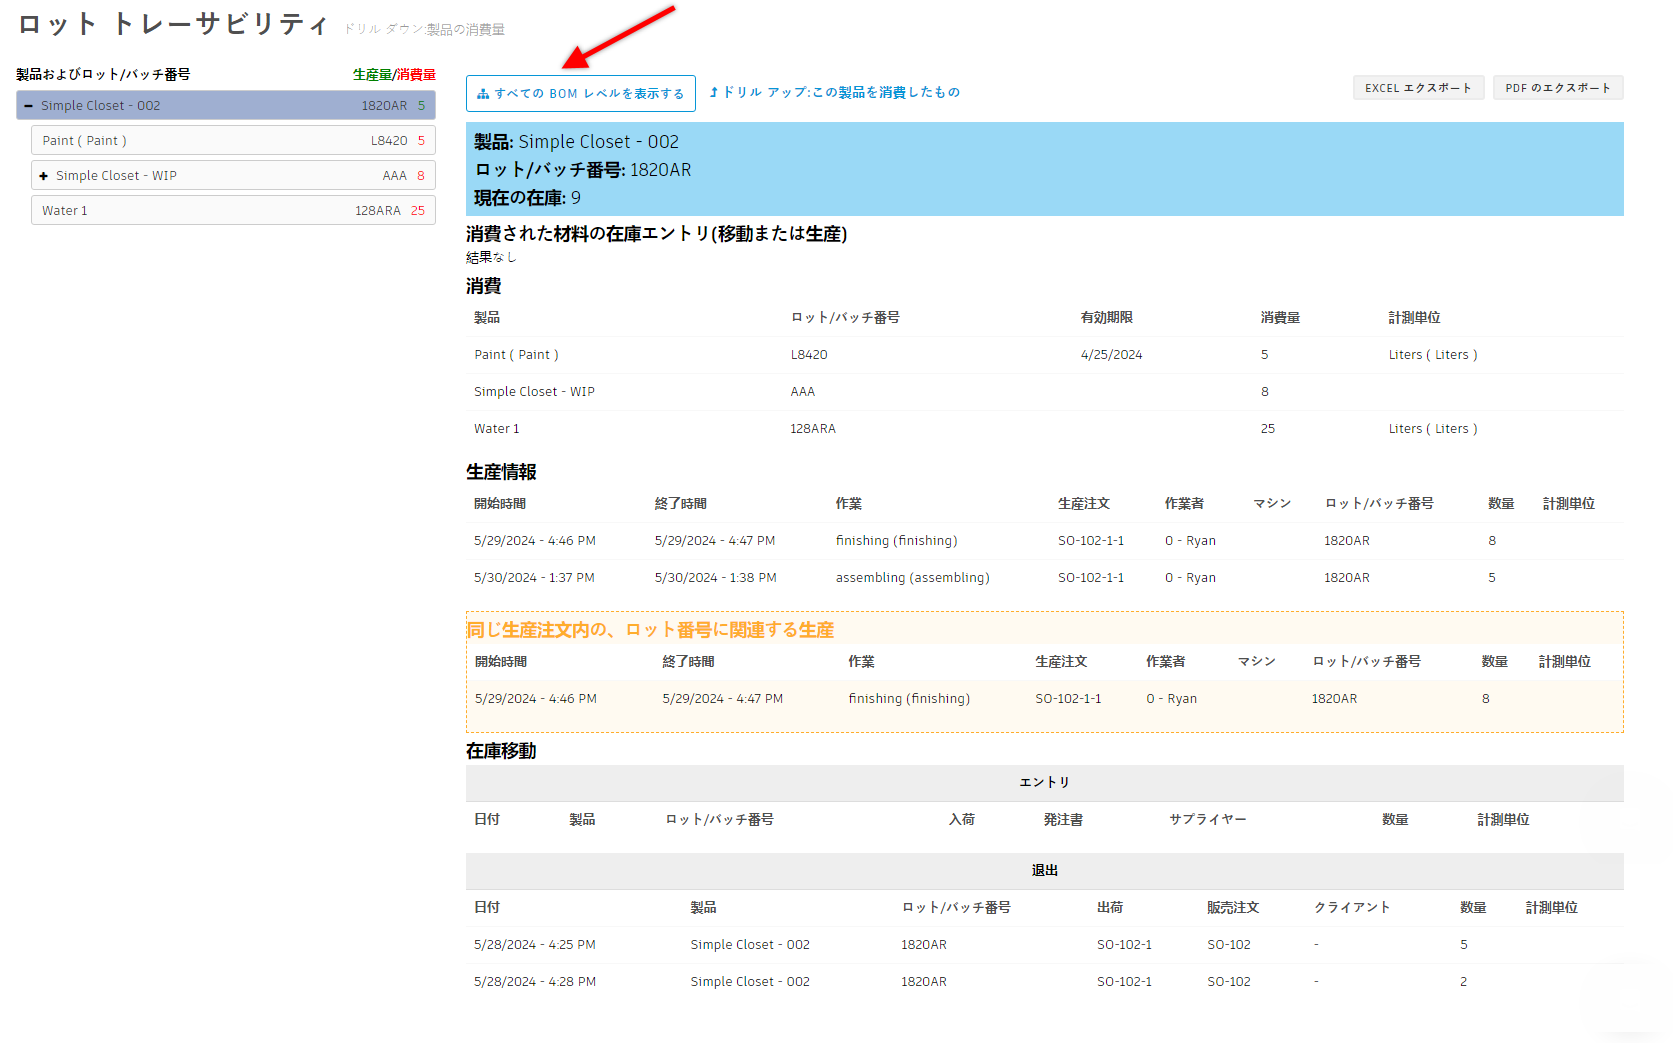 ロット トレーサビリティ ドリル ダウン:製品の消費量
製品およびロット/バッチ番号 生産量/消費量
Simple Closet - 002 1820AR 5
Paint ( Paint ) L8420 5
Simple Closet - WIP AAA 8
Water 1 128ARA 25
すべての BOM レベルを表示する ドリル アップ:この製品を消費したもの EXCEL エクスポート PDF のエクスポート
製品: Simple Closet - 002
ロット/バッチ番号: 1820AR
現在の在庫: 9
消費された材料の在庫エントリ(移動または生産)
結果なし
消費
製品 ロット/バッチ番号 有効期限 消費量 計測単位
Paint ( Paint ) L8420 4/25/2024 5 Liters ( Liters )
Simple Closet - WIP AAA 8
Water 1 128ARA 25 Liters ( Liters )
生産情報
開始時間 終了時間 作業 生産注文 作業者 マシン ロット/バッチ番号 数量 計測単位
5/29/2024 - 4:46 PM 5/29/2024 - 4:47 PM finishing (finishing) SO-102-1-1 0 - Ryan 1820AR 8
5/30/2024 - 1:37 PM 5/30/2024 - 1:38 PM assembling (assembling) SO-102-1-1 0 - Ryan 1820AR 5
同じ生産注文内の、ロット番号に関連する生産
開始時間 終了時間 作業 生産注文 作業者 マシン ロット/バッチ番号 数量 計測単位
5/29/2024 - 4:46 PM 5/29/2024 - 4:47 PM finishing (finishing) SO-102-1-1 0 - Ryan 1820AR 8
在庫移動
エントリ
日付 製品 ロット/バッチ番号 入荷 発注書 サプライヤー 数量 計測単位
退出
日付 製品 ロット/バッチ番号 出荷 販売注文 クライアント 数量 計測単位
5/28/2024 - 4:25 PM Simple Closet - 002 1820AR SO-102-1 SO-102 - 5
5/28/2024 - 4:28 PM Simple Closet - 002 1820AR SO-102-1 SO-102 - 2